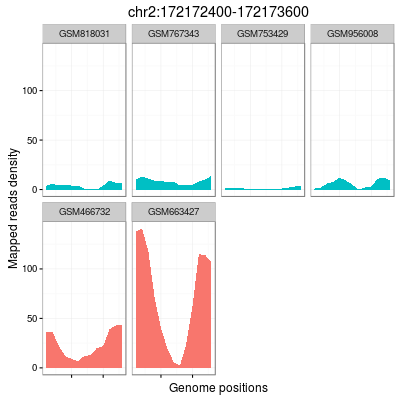 chr2:172172400-172173600
GSM818031 GSM767343 GSM753429 GSM956008
100
50
0
GSM466732 GSM663427
100
50
0
Mapped reads density
Genome positions